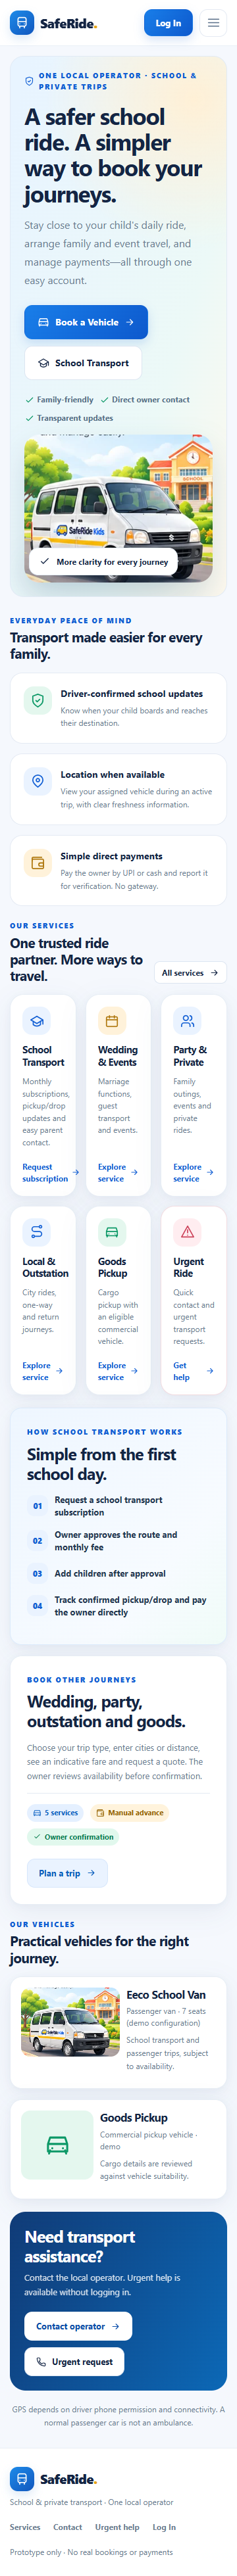 SafeRide.
Log In
ONE LOCAL OPERATOR · SCHOOL &
PRIVATE TRIPS
A safer school
ride. A simpler
way to book your
journeys.
Stay close to your child's daily ride,
arrange family and event travel, and
manage payments—all through one
easy account.
Book a Vehicle
School Transport
Family-friendly
Direct owner contact
Transparent updates
SCHOOL
SafeRide Kids
More clarity for every journey
EVERYDAY PEACE OF MIND
Transport made easier for every
family.
Driver-confirmed school updates
Know when your child boards and reaches
their destination.
Location when available
View your assigned vehicle during an active
trip, with clear freshness information.
Simple direct payments
Pay the owner by UPI or cash and report it
for verification. No gateway.
OUR SERVICES
One trusted ride
partner. More ways to
travel.
All services
School
Transport
Monthly
subscriptions,
pickup/drop
updates and
easy parent
contact.
Request
subscription
Wedding
& Events
Marriage
functions,
guest
transport
and events.
Explore
service
Party &
Private
Family
outings,
events and
private
rides.
Explore
service
Local &
Outstation
City rides,
one-way
and return
journeys.
Explore
service
Goods
Pickup
Cargo
pickup with
an eligible
commercial
vehicle.
Explore
service
Urgent
Ride
Quick
contact and
urgent
transport
requests.
Get
help
HOW SCHOOL TRANSPORT WORKS
Simple from the first
school day.
01
Request a school transport
subscription
02
Owner approves the route and
monthly fee
03
Add children after approval
04
Track confirmed pickup/drop and pay
the owner directly
BOOK OTHER JOURNEYS
Wedding, party,
outstation and goods.
Choose your trip type, enter cities or distance,
see an indicative fare and request a quote. The
owner reviews availability before confirmation.
5 services
Manual advance
Owner confirmation
Plan a trip
OUR VEHICLES
Practical vehicles for the right
journey.
Eeco School Van
Passenger van · 7 seats
(demo configuration)
School transport and
passenger trips, subject
to availability.
Goods Pickup
Commercial pickup vehicle ·
demo
Cargo details are reviewed
against vehicle suitability.
Need transport
assistance?
Contact the local operator. Urgent help is
available without logging in.
Contact operator
Urgent request
GPS depends on driver phone permission and connectivity. A
normal passenger car is not an ambulance.
SafeRide.
School & private transport · One local operator
Services
Contact
Urgent help
Log In
Prototype only · No real bookings or payments